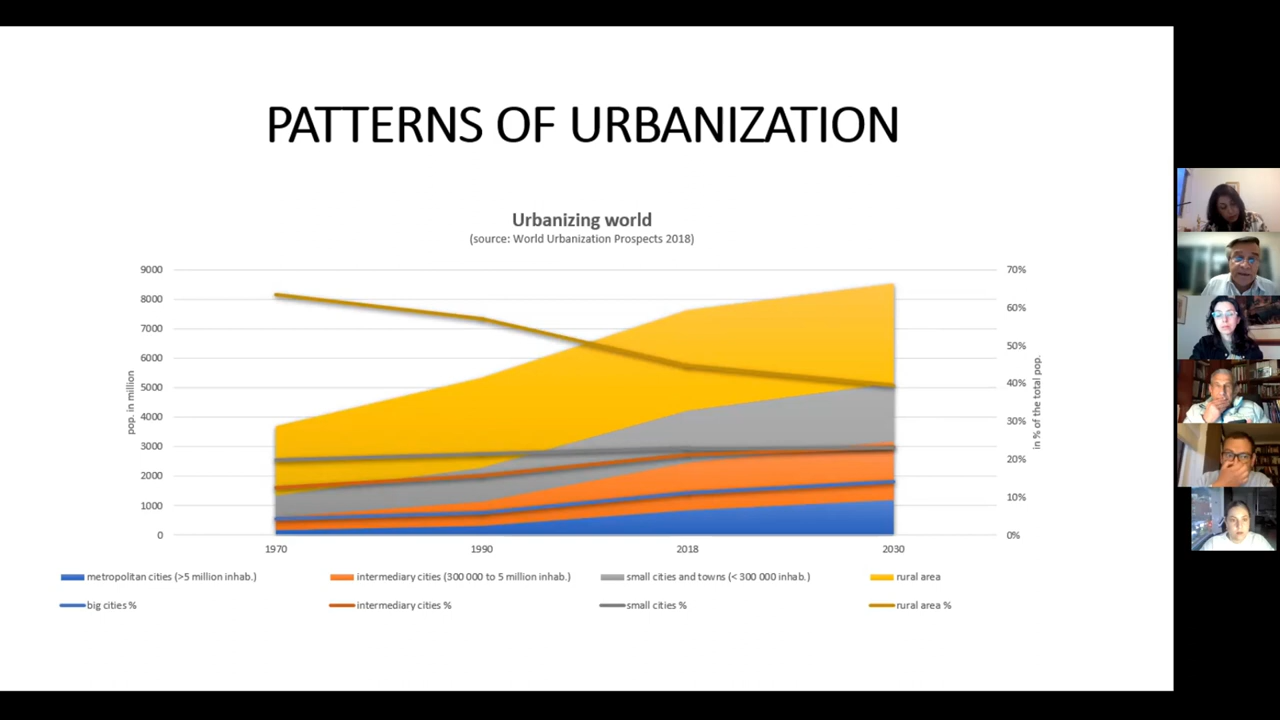 PATTERNS OF URBANIZATION
Urbanizing world
(source: World Urbanization Prospects 2018)
9000
8000
7000
6000
5000
4000
3000
2000
1000
0
pop. in million
70%
60%
50%
40%
30%
20%
10%
0%
in % of the total pop.
1970 1990 2018 2030
metropolitan cities (>5 million inhab.) intermediary cities (300 000 to 5 million inhab.) small cities and towns (< 300 000 inhab.) rural area
big cities % intermediary cities % small cities % rural area %